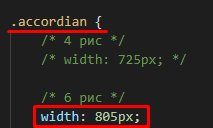 .accordian {
/* 4 рис */
/* width: 725px; */
/* 6 рис */
width: 805px;